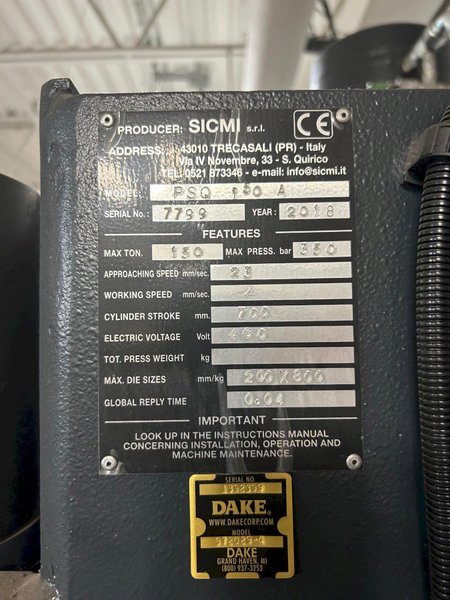 PRODUCER: SICMI s.r.l. CE
ADDRESS: 43010 TRECASALI (PR) - Italy
Via IV Novembre, 33 - S. Quirico
TEL. 0521 873346 - e-mail: info@sicmi.it
MODEL: PSQ 150 A
SERIAL No.: 7799 YEAR: 2018
FEATURES
MAX TON. 150 MAX PRESS. bar 350
APPROACHING SPEED mm/sec. 23
WORKING SPEED mm/sec. 4
CYLINDER STROKE mm. 700
ELECTRIC VOLTAGE Volt 460
TOT. PRESS WEIGHT kg
MÀX. DIE SIZES mm/kg
GLOBAL REPLY TIME 0.04
IMPORTANT
LOOK UP IN THE INSTRUCTIONS MANUAL
CONCERNING INSTALLATION, OPERATION AND
MACHINE MAINTENANCE.
SERIAL NO.
DAKE®
WWW.DAKECORP.COM
MODEL
DAKE
GRAND HAVEN, MI
(800) 937-3253